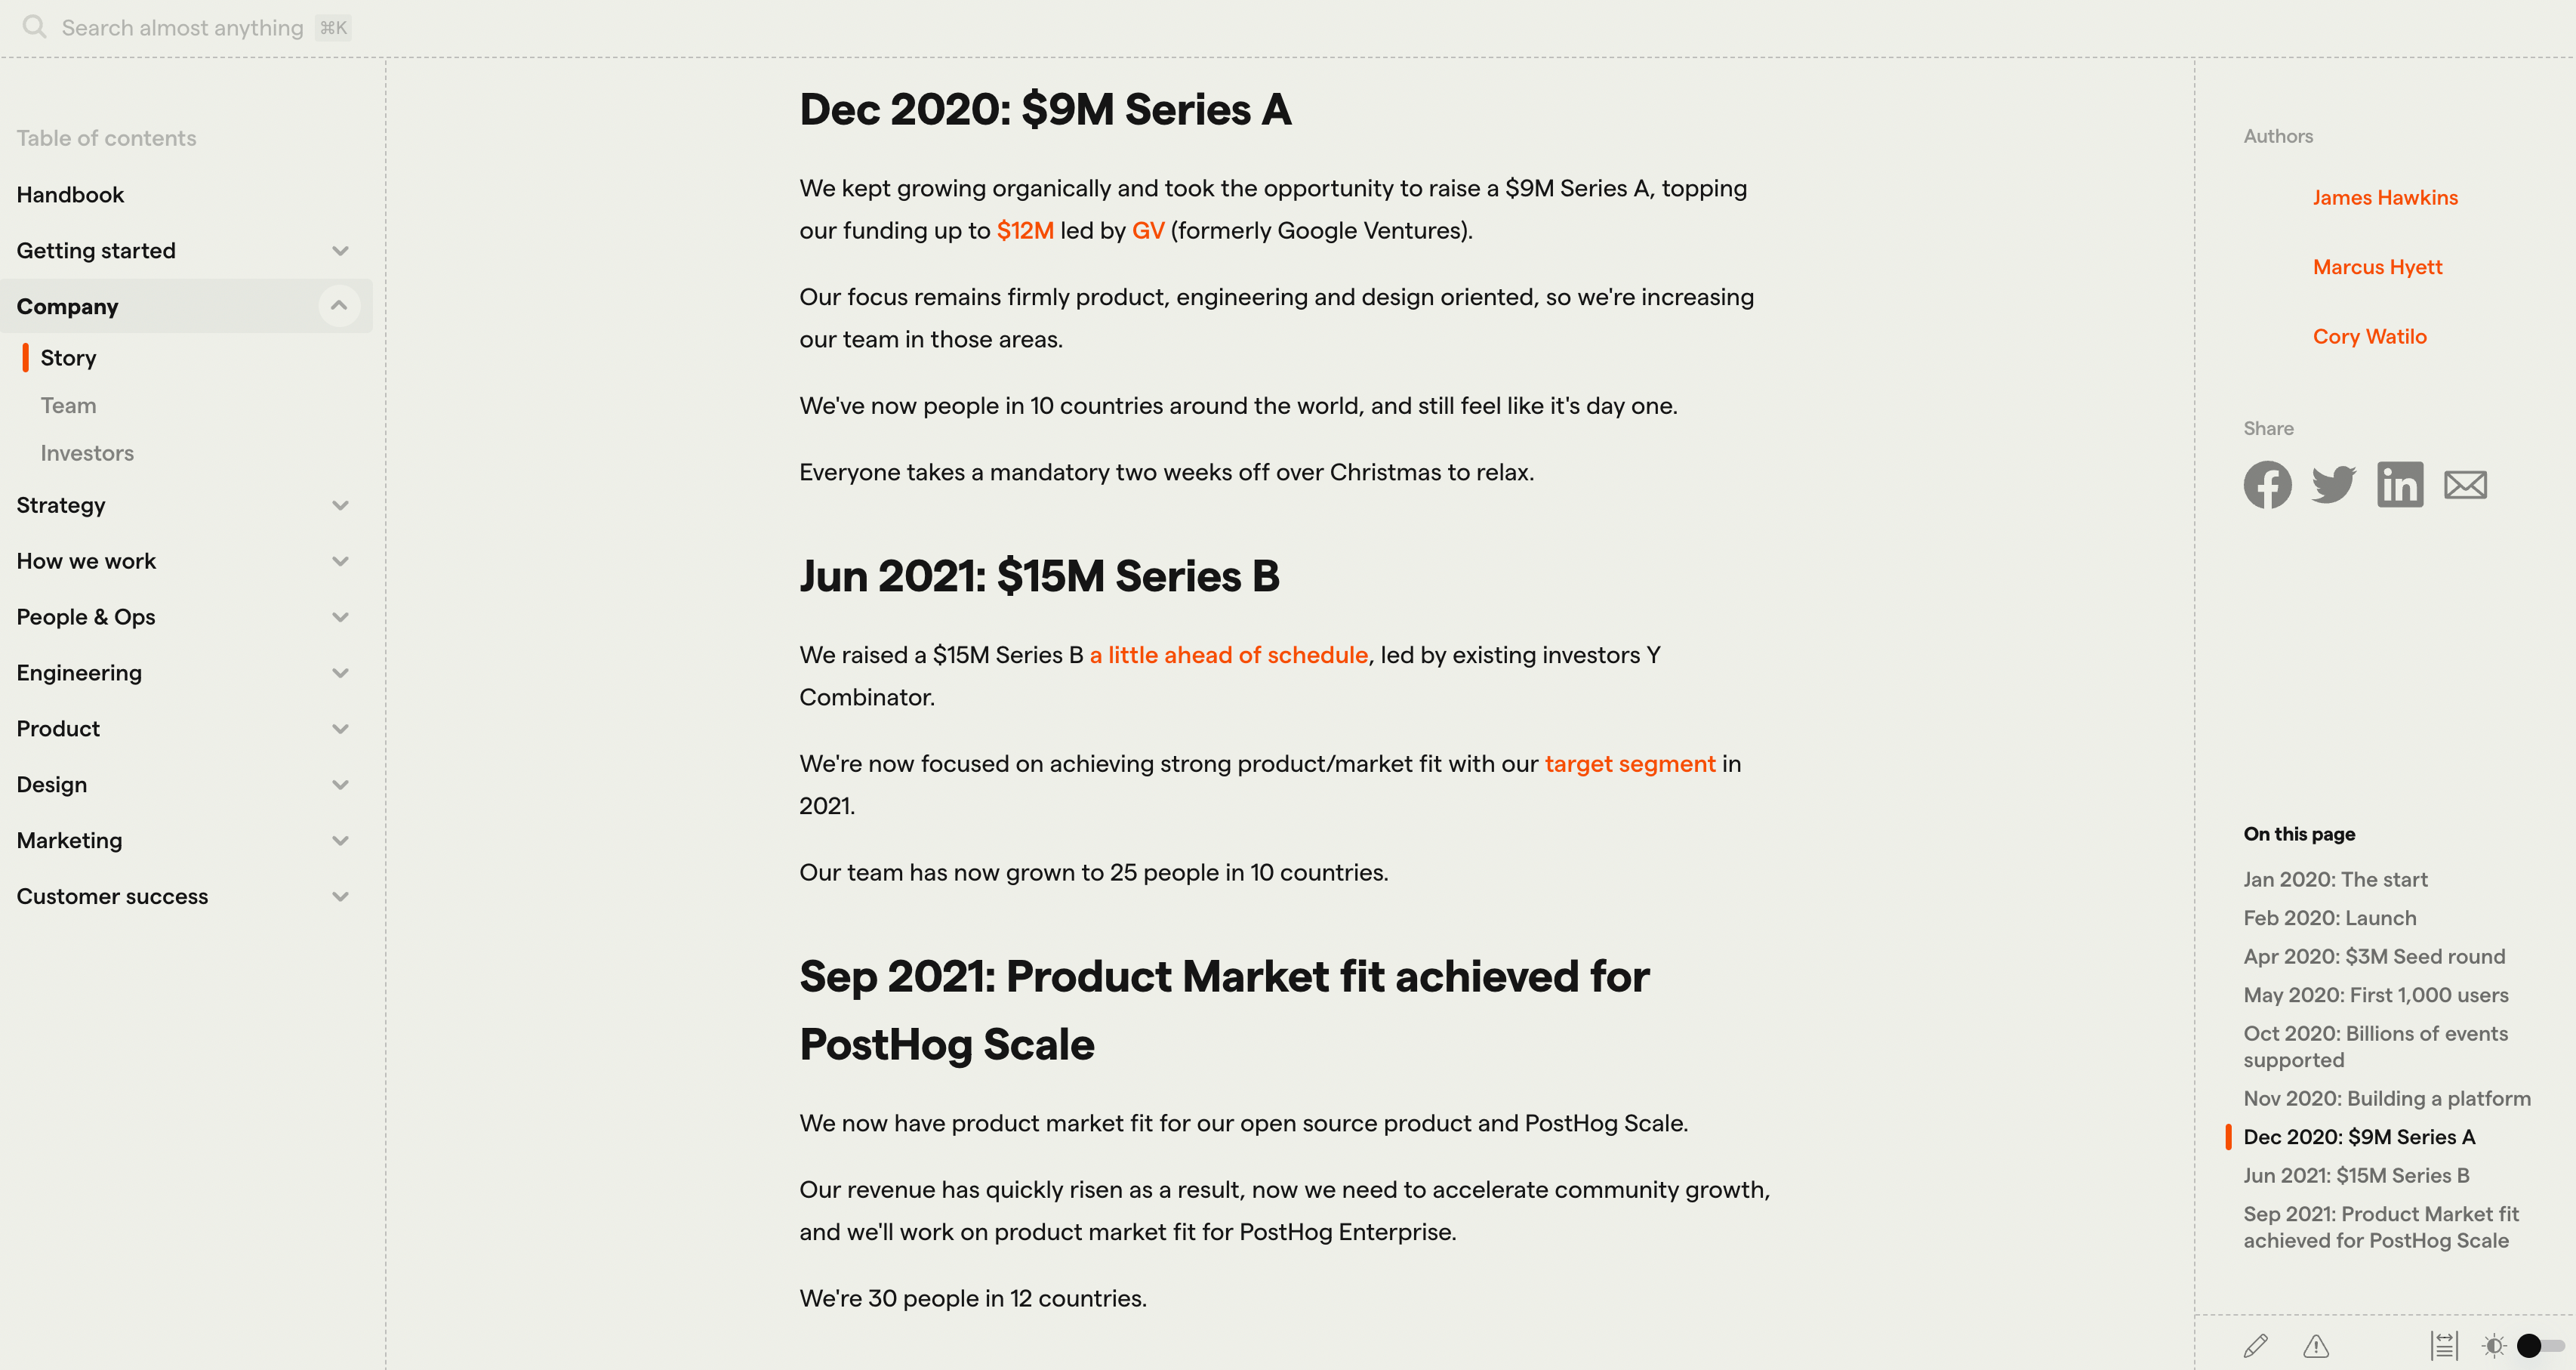 Search almost anything ⌘K
Table of contents
Handbook
Getting started
Company
Story
Team
Investors
Strategy
How we work
People & Ops
Engineering
Product
Design
Marketing
Customer success
Dec 2020: $9M Series A
We kept growing organically and took the opportunity to raise a $9M Series A, topping
our funding up to $12M led by GV (formerly Google Ventures).
Our focus remains firmly product, engineering and design oriented, so we're increasing
our team in those areas.
We've now people in 10 countries around the world, and still feel like it's day one.
Everyone takes a mandatory two weeks off over Christmas to relax.
Jun 2021: $15M Series B
We raised a $15M Series B a little ahead of schedule, led by existing investors Y
Combinator.
We're now focused on achieving strong product/market fit with our target segment in
2021.
Our team has now grown to 25 people in 10 countries.
Sep 2021: Product Market fit achieved for
PostHog Scale
We now have product market fit for our open source product and PostHog Scale.
Our revenue has quickly risen as a result, now we need to accelerate community growth,
and we'll work on product market fit for PostHog Enterprise.
We're 30 people in 12 countries.
Authors
James Hawkins
Marcus Hyett
Cory Watilo
Share
On this page
Jan 2020: The start
Feb 2020: Launch
Apr 2020: $3M Seed round
May 2020: First 1,000 users
Oct 2020: Billions of events
supported
Nov 2020: Building a platform
Dec 2020: $9M Series A
Jun 2021: $15M Series B
Sep 2021: Product Market fit
achieved for PostHog Scale